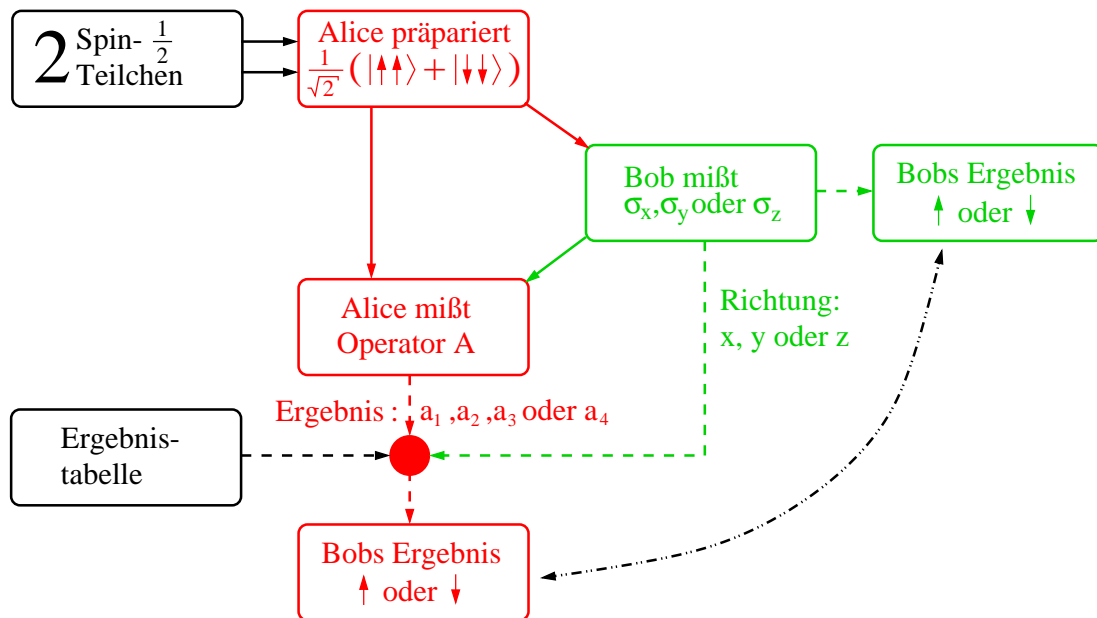 2 Spin- 1/2
Teilchen
Alice präpariert
1/√2 (|↑↑⟩ + |↓↓⟩)
Bob mißt
σx,σy oder σz
Bobs Ergebnis
↑ oder ↓
Alice mißt
Operator A
Richtung:
x, y oder z
Ergebnis : a1 ,a2 ,a3 oder a4
Ergebnis-
tabelle
Bobs Ergebnis
↑ oder ↓